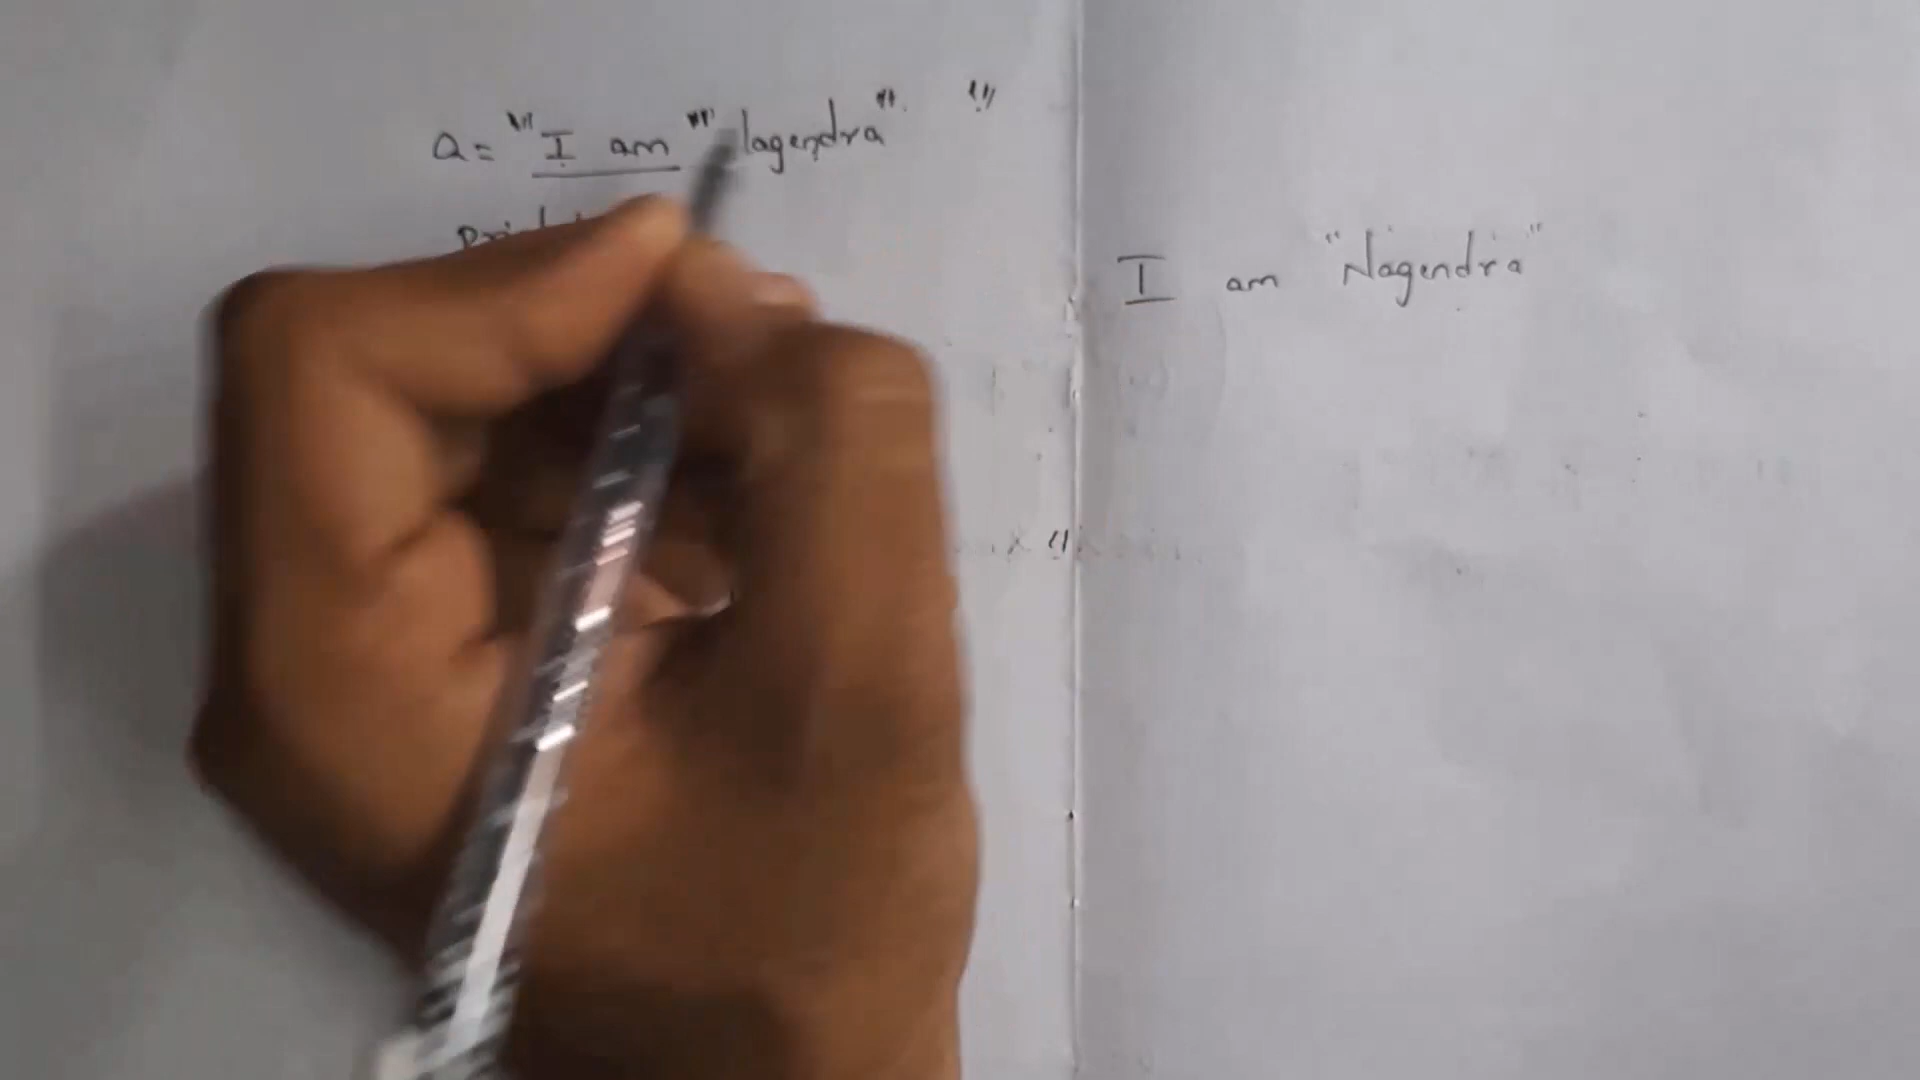 a = "I am "Nagendra" "
I am "Nagendra"
"